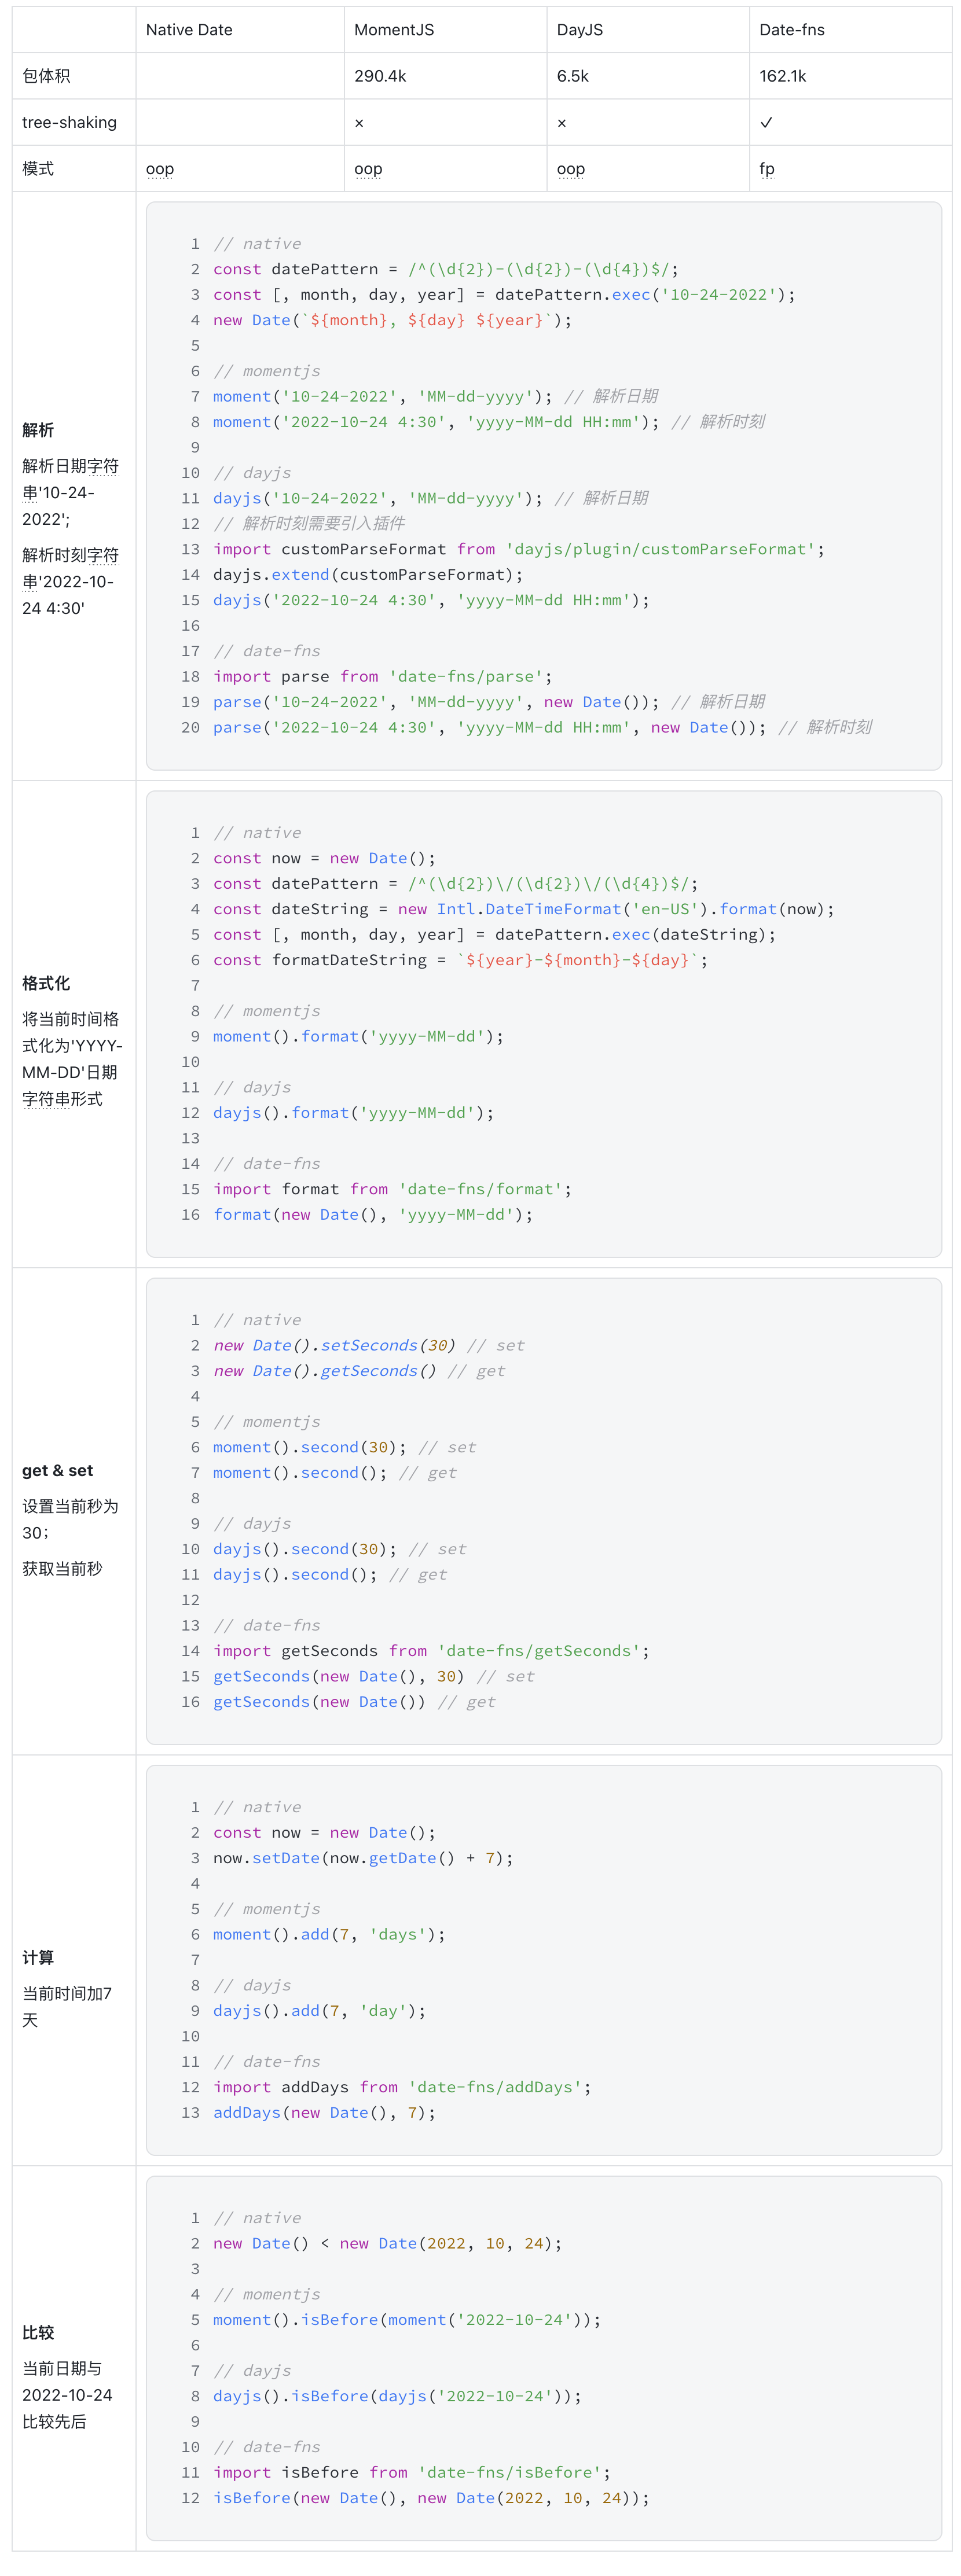 Native Date MomentJS DayJS Date-fns
包体积 290.4k 6.5k 162.1k
tree-shaking × × ✓
模式 oop oop oop fp
解析
解析日期字符
串'10-24-
2022';
解析时刻字符
串'2022-10-
24 4:30'
1 // native
2 const datePattern = /^(\d{2})-(\d{2})-(\d{4})$/;
3 const [, month, day, year] = datePattern.exec('10-24-2022');
4 new Date(`${month}, ${day} ${year}`);
5
6 // momentjs
7 moment('10-24-2022', 'MM-dd-yyyy'); // 解析日期
8 moment('2022-10-24 4:30', 'yyyy-MM-dd HH:mm'); // 解析时刻
9
10 // dayjs
11 dayjs('10-24-2022', 'MM-dd-yyyy'); // 解析日期
12 // 解析时刻需要引入插件
13 import customParseFormat from 'dayjs/plugin/customParseFormat';
14 dayjs.extend(customParseFormat);
15 dayjs('2022-10-24 4:30', 'yyyy-MM-dd HH:mm');
16
17 // date-fns
18 import parse from 'date-fns/parse';
19 parse('10-24-2022', 'MM-dd-yyyy', new Date()); // 解析日期
20 parse('2022-10-24 4:30', 'yyyy-MM-dd HH:mm', new Date()); // 解析时刻
格式化
将当前时间格
式化为'YYYY-
MM-DD'日期
字符串形式
1 // native
2 const now = new Date();
3 const datePattern = /^(\d{2})\/(\d{2})\/(\d{4})$/;
4 const dateString = new Intl.DateTimeFormat('en-US').format(now);
5 const [, month, day, year] = datePattern.exec(dateString);
6 const formatDateString = `${year}-${month}-${day}`;
7
8 // momentjs
9 moment().format('yyyy-MM-dd');
10
11 // dayjs
12 dayjs().format('yyyy-MM-dd');
13
14 // date-fns
15 import format from 'date-fns/format';
16 format(new Date(), 'yyyy-MM-dd');
get & set
设置当前秒为
30；
获取当前秒
1 // native
2 new Date().setSeconds(30) // set
3 new Date().getSeconds() // get
4
5 // momentjs
6 moment().second(30); // set
7 moment().second(); // get
8
9 // dayjs
10 dayjs().second(30); // set
11 dayjs().second(); // get
12
13 // date-fns
14 import getSeconds from 'date-fns/getSeconds';
15 getSeconds(new Date(), 30) // set
16 getSeconds(new Date()) // get
计算
当前时间加7
天
1 // native
2 const now = new Date();
3 now.setDate(now.getDate() + 7);
4
5 // momentjs
6 moment().add(7, 'days');
7
8 // dayjs
9 dayjs().add(7, 'day');
10
11 // date-fns
12 import addDays from 'date-fns/addDays';
13 addDays(new Date(), 7);
比较
当前日期与
2022-10-24
比较先后
1 // native
2 new Date() < new Date(2022, 10, 24);
3
4 // momentjs
5 moment().isBefore(moment('2022-10-24'));
6
7 // dayjs
8 dayjs().isBefore(dayjs('2022-10-24'));
9
10 // date-fns
11 import isBefore from 'date-fns/isBefore';
12 isBefore(new Date(), new Date(2022, 10, 24));